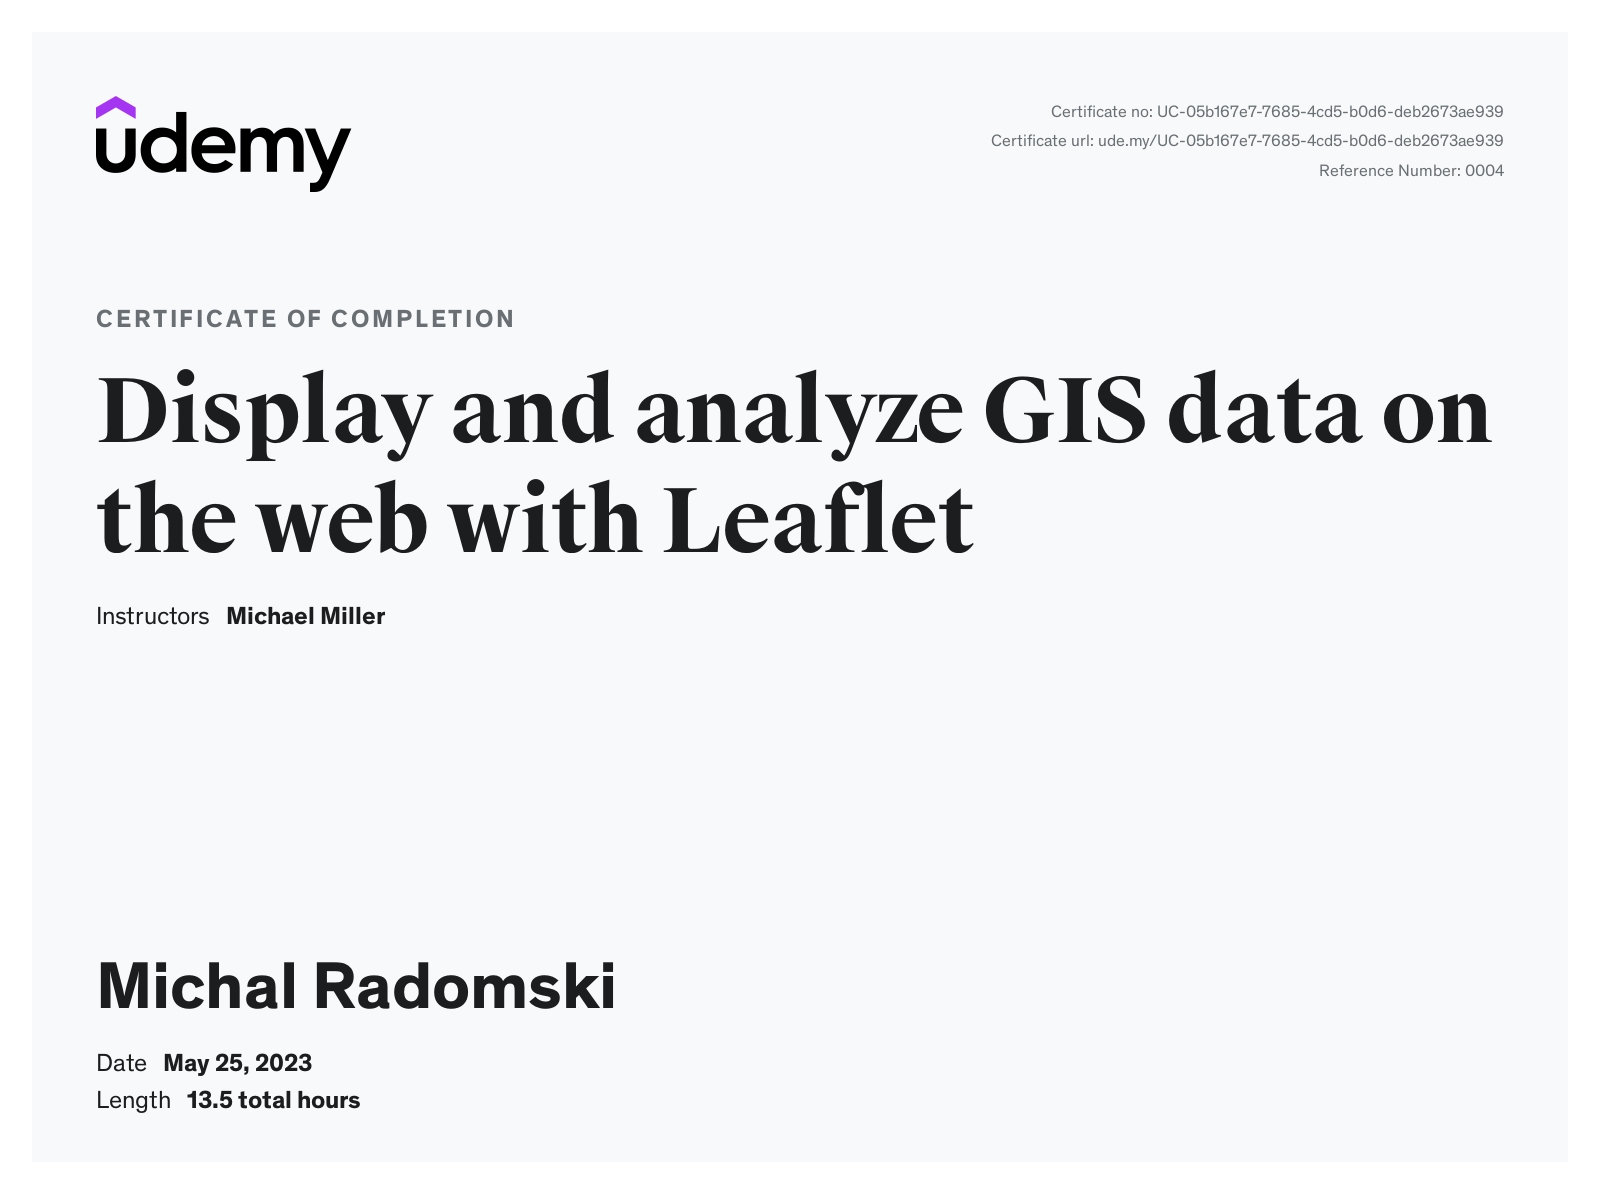 udemy
Certificate no: UC-05b167e7-7685-4cd5-b0d6-deb2673ae939
Certificate url: ude.my/UC-05b167e7-7685-4cd5-b0d6-deb2673ae939
Reference Number: 0004
CERTIFICATE OF COMPLETION
Display and analyze GIS data on
the web with Leaflet
Instructors Michael Miller
Michal Radomski
Date May 25, 2023
Length 13.5 total hours